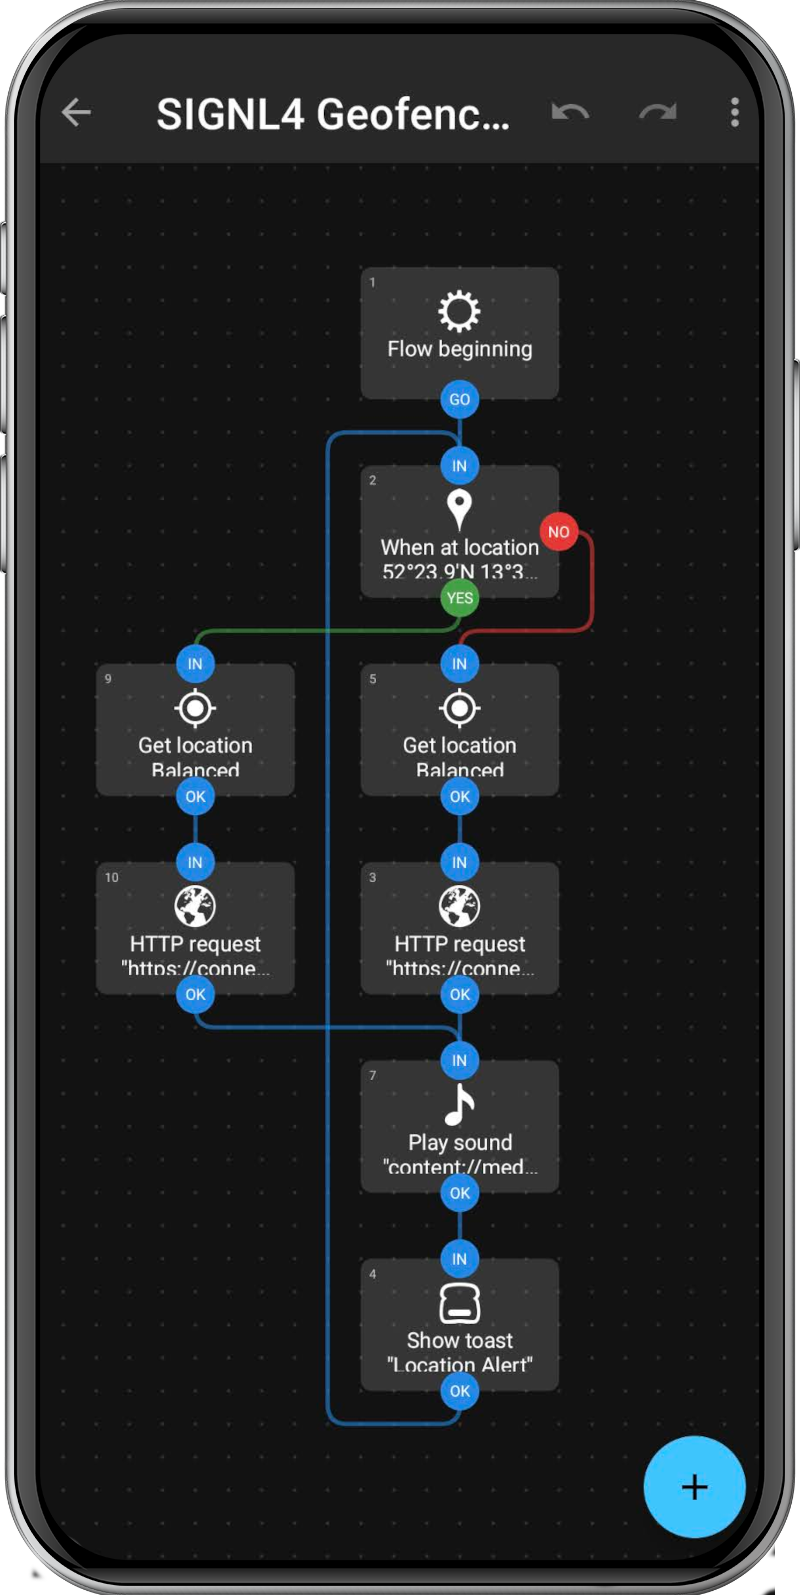 SIGNL4 Geofenc...
1
Flow beginning
GO
IN
2
When at location
52°23.9'N 13°3...
NO
YES
IN
IN
9
Get location
Balanced
5
Get location
Balanced
OK
OK
IN
IN
10
HTTP request
"https://conne...
3
HTTP request
"https://conne...
OK
OK
IN
7
Play sound
"content://med...
OK
IN
4
Show toast
"Location Alert"
OK
+